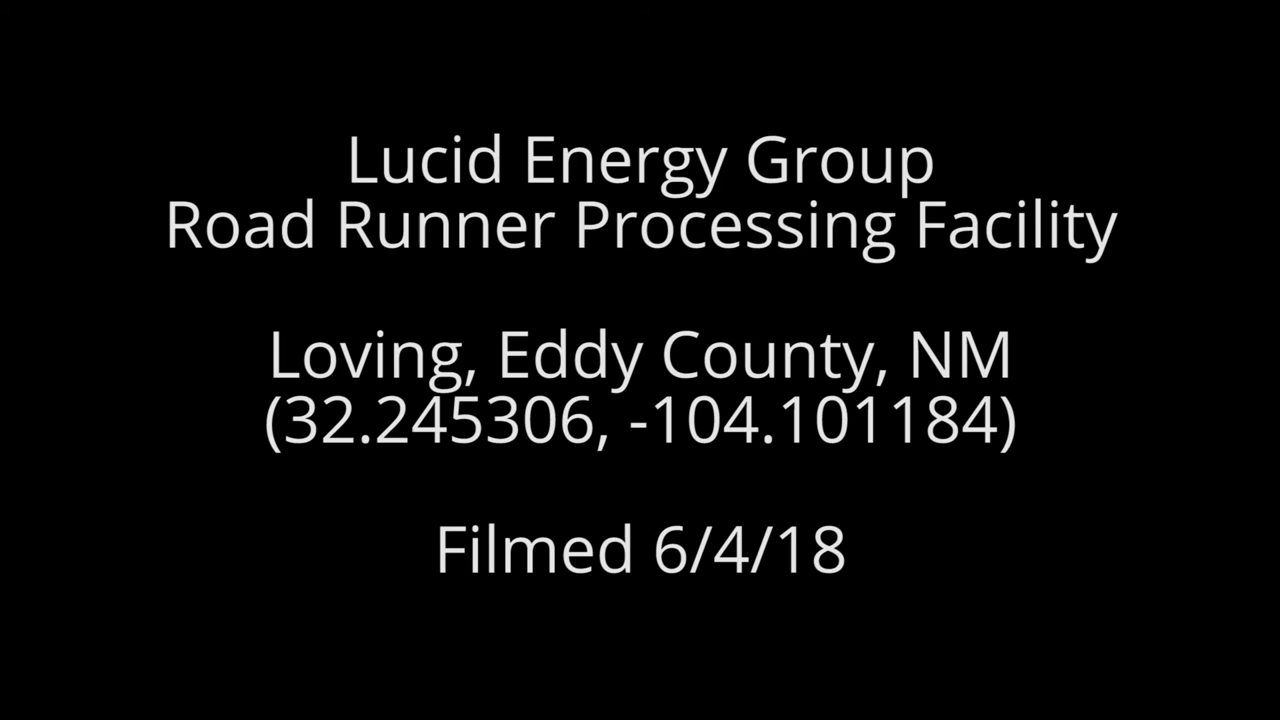 Lucid Energy Group
Road Runner Processing Facility
Loving, Eddy County, NM
(32.245306, -104.101184)
Filmed 6/4/18